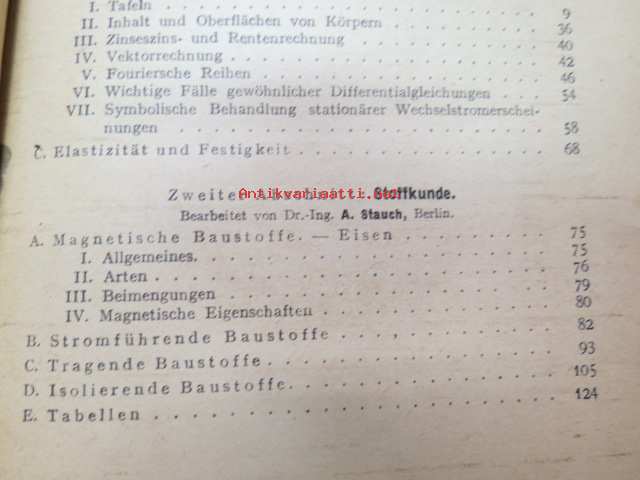 I. Tafeln . . . . . . . . . . . . . 9
II. Inhalt und Oberflächen von Körpern . . . . . . 36
III. Zinseszins- und Rentenrechnung . . . . . . . 40
IV. Vektorrechnung . . . . . . . . . . . 42
V. Fouriersche Reihen . . . . . . . . . . 46
VI. Wichtige Fälle gewöhnlicher Differentialgleichungen . . 54
VII. Symbolische Behandlung stationärer Wechselstromerschei-
nungen . . . . . . . . . . . . . 58
C. Elastizität und Festigkeit . . . . . . . . . 68
Zweiter Stoffkunde.
Antikvariaatti.net
Bearbeitet von Dr.-Ing. A. Stauch, Berlin.
A. Magnetische Baustoffe. — Eisen . . . . . . . 75
I. Allgemeines. . . . . . . . . . . . . 75
II. Arten . . . . . . . . . . . . . . 76
III. Beimengungen . . . . . . . . . . . . 79
IV. Magnetische Eigenschaften . . . . . . . . . 80
B. Stromführende Baustoffe . . . . . . . . . . 82
C. Tragende Baustoffe. . . . . . . . . . . . 93
D. Isolierende Baustoffe. . . . . . . . . . . 105
E. Tabellen . . . . . . . . . . . . . . 124